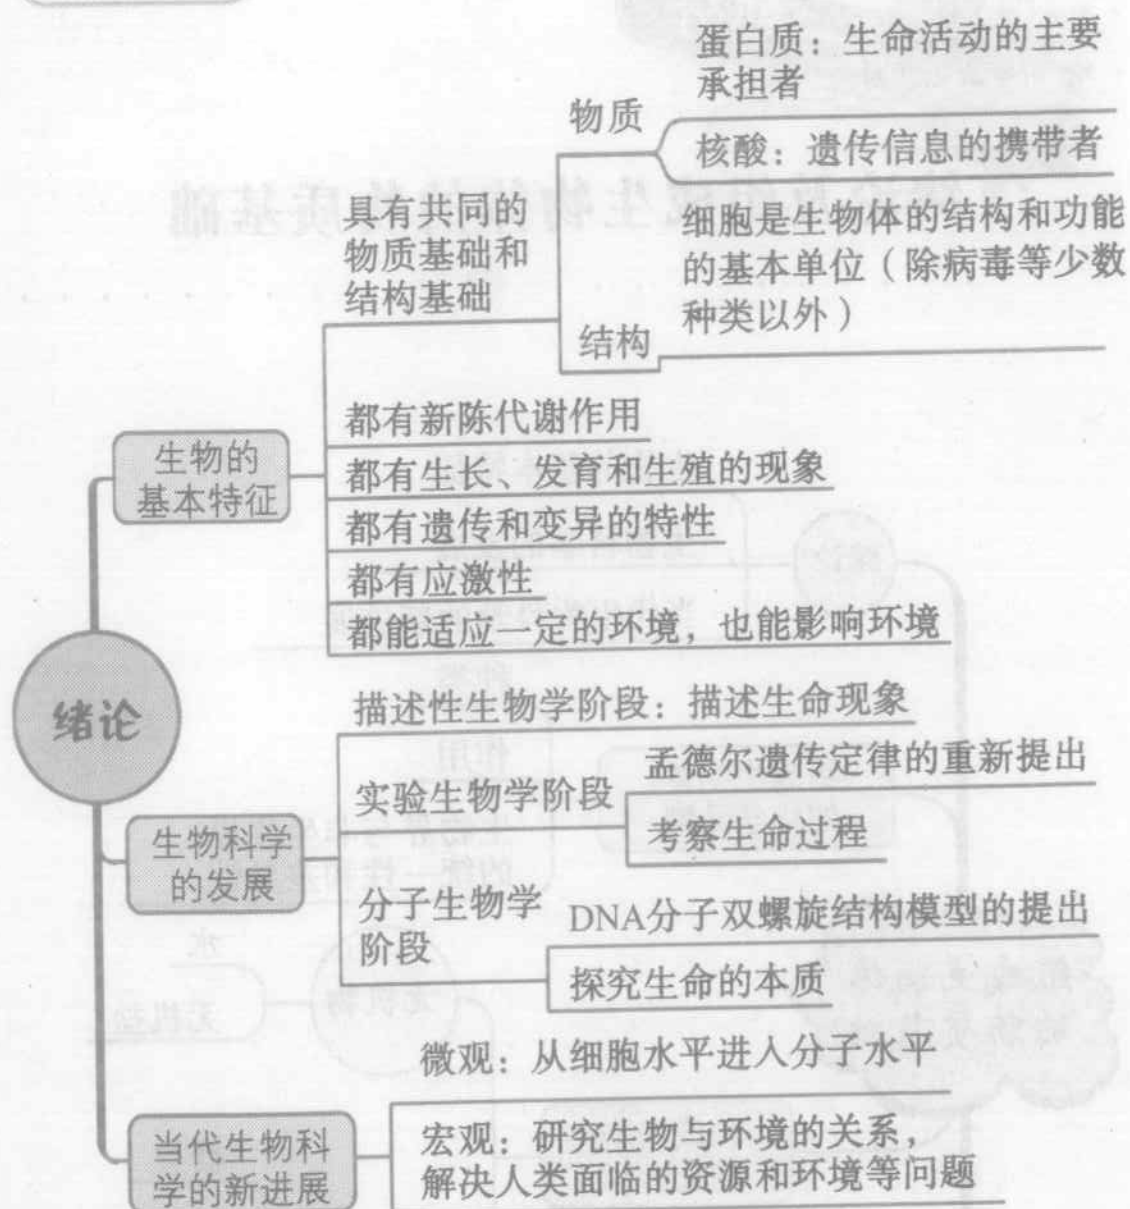 蛋白质：生命活动的主要
承担者
物质
核酸：遗传信息的携带者
具有共同的
物质基础和
结构基础
细胞是生物体的结构和功能
的基本单位（除病毒等少数
种类以外）
结构
都有新陈代谢作用
生物的
基本特征
都有生长、发育和生殖的现象
都有遗传和变异的特性
都有应激性
都能适应一定的环境，也能影响环境
绪论
描述性生物学阶段：描述生命现象
孟德尔遗传定律的重新提出
实验生物学阶段
考察生命过程
生物科学
的发展
分子生物学
阶段
DNA分子双螺旋结构模型的提出
探究生命的本质
微观：从细胞水平进入分子水平
当代生物科
学的新进展
宏观：研究生物与环境的关系，
解决人类面临的资源和环境等问题